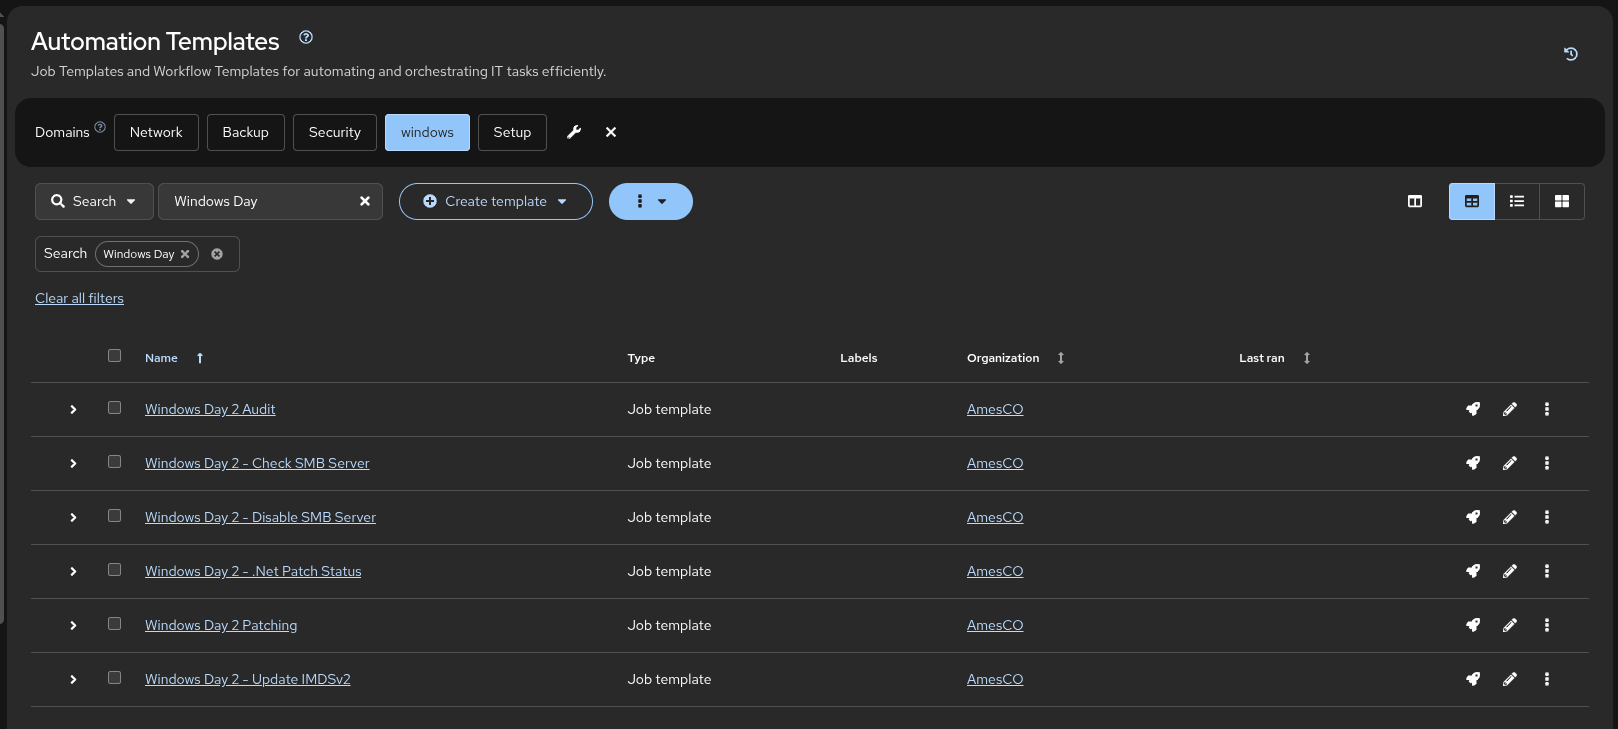 Automation Templates
Job Templates and Workflow Templates for automating and orchestrating IT tasks efficiently.
Domains Network Backup Security windows Setup
Search Windows Day Create template
Search Windows Day
Clear all filters
Name Type Labels Organization Last ran
Windows Day 2 Audit Job template AmesCO
Windows Day 2 - Check SMB Server Job template AmesCO
Windows Day 2 - Disable SMB Server Job template AmesCO
Windows Day 2 - .Net Patch Status Job template AmesCO
Windows Day 2 Patching Job template AmesCO
Windows Day 2 - Update IMDSv2 Job template AmesCO